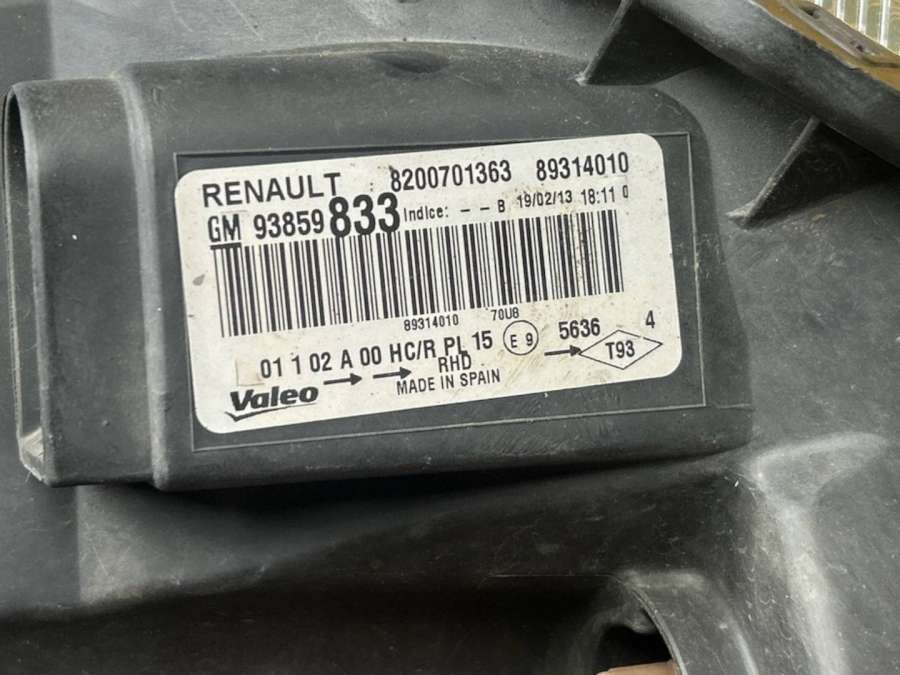 RENAULT 8200701363 89314010
GM 93859 833 Indice: - - B 19/02/13 18:11 0
89314010 70U8
01 1 02 A 00 HC/R PL 15 E 9 5636 4
Valeo RHD T93
MADE IN SPAIN